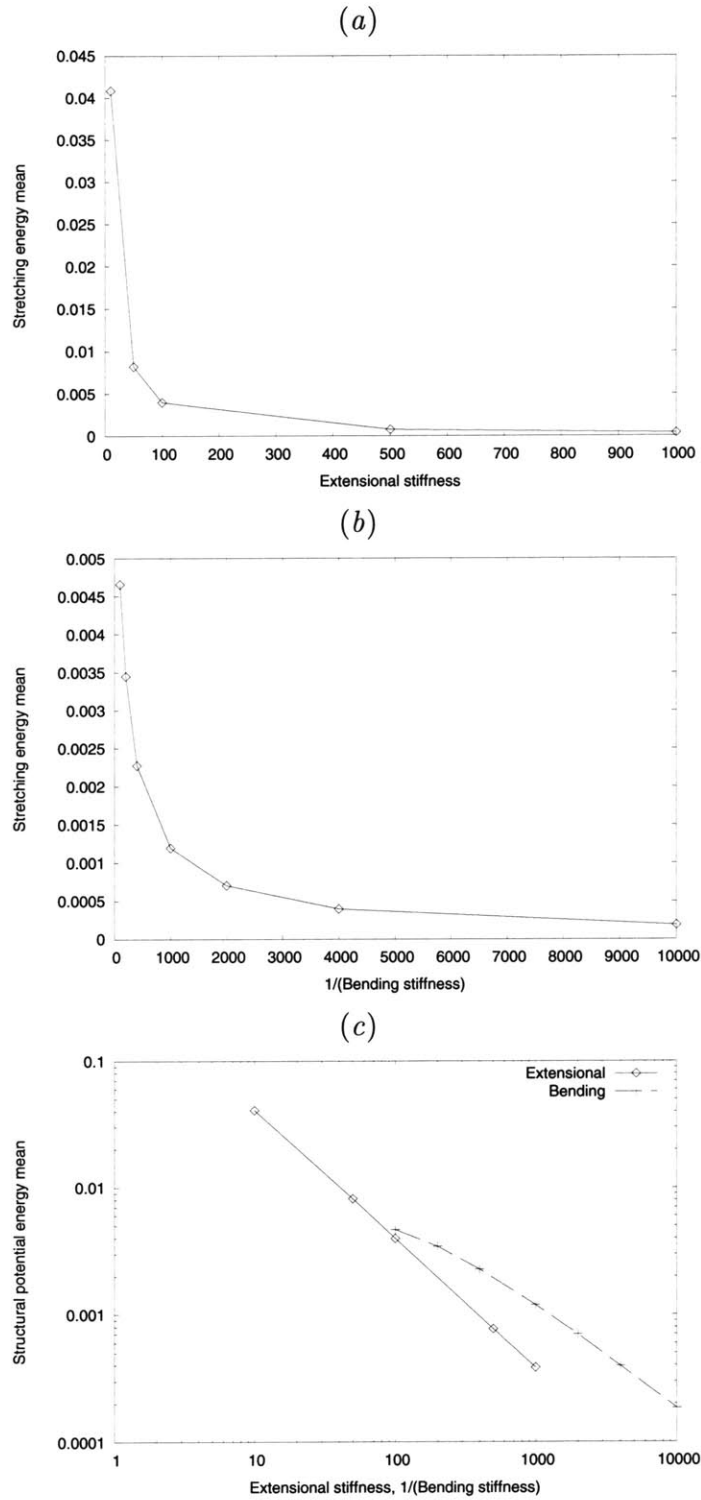 (a)
0.045
0.04
0.035
0.03
0.025
0.02
0.015
0.01
0.005
0
Stretching energy mean
0 100 200 300 400 500 600 700 800 900 1000
Extensional stiffness
(b)
0.005
0.0045
0.004
0.0035
0.003
0.0025
0.002
0.0015
0.001
0.0005
0
Stretching energy mean
0 1000 2000 3000 4000 5000 6000 7000 8000 9000 10000
1/(Bending stiffness)
(c)
0.1
0.01
0.001
0.0001
Structural potential energy mean
Extensional
Bending
1 10 100 1000 10000
Extensional stiffness, 1/(Bending stiffness)